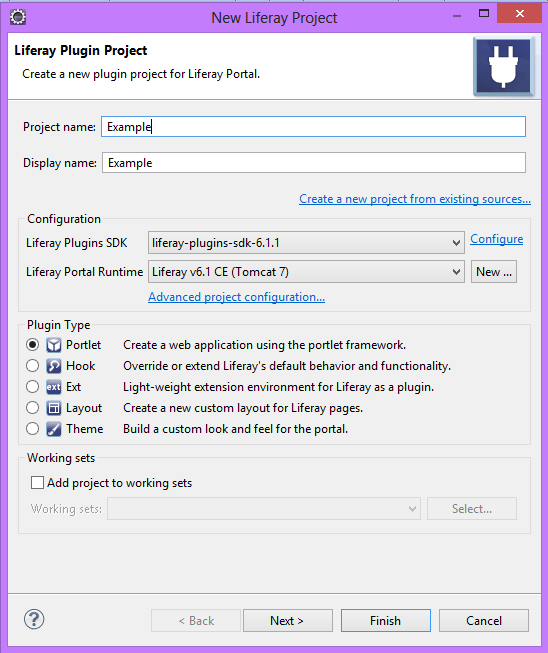 New Liferay Project
Liferay Plugin Project
Create a new plugin project for Liferay Portal.
Project name: Example
Display name: Example
Create a new project from existing sources...
Configuration
Liferay Plugins SDK liferay-plugins-sdk-6.1.1 Configure
Liferay Portal Runtime Liferay v6.1 CE (Tomcat 7) New ...
Advanced project configuration...
Plugin Type
Portlet Create a web application using the portlet framework.
Hook Override or extend Liferay's default behavior and functionality.
ext Ext Light-weight extension environment for Liferay as a plugin.
Layout Create a new custom layout for Liferay pages.
Theme Build a custom look and feel for the portal.
Working sets
Add project to working sets
Working sets: Select...
? < Back Next > Finish Cancel